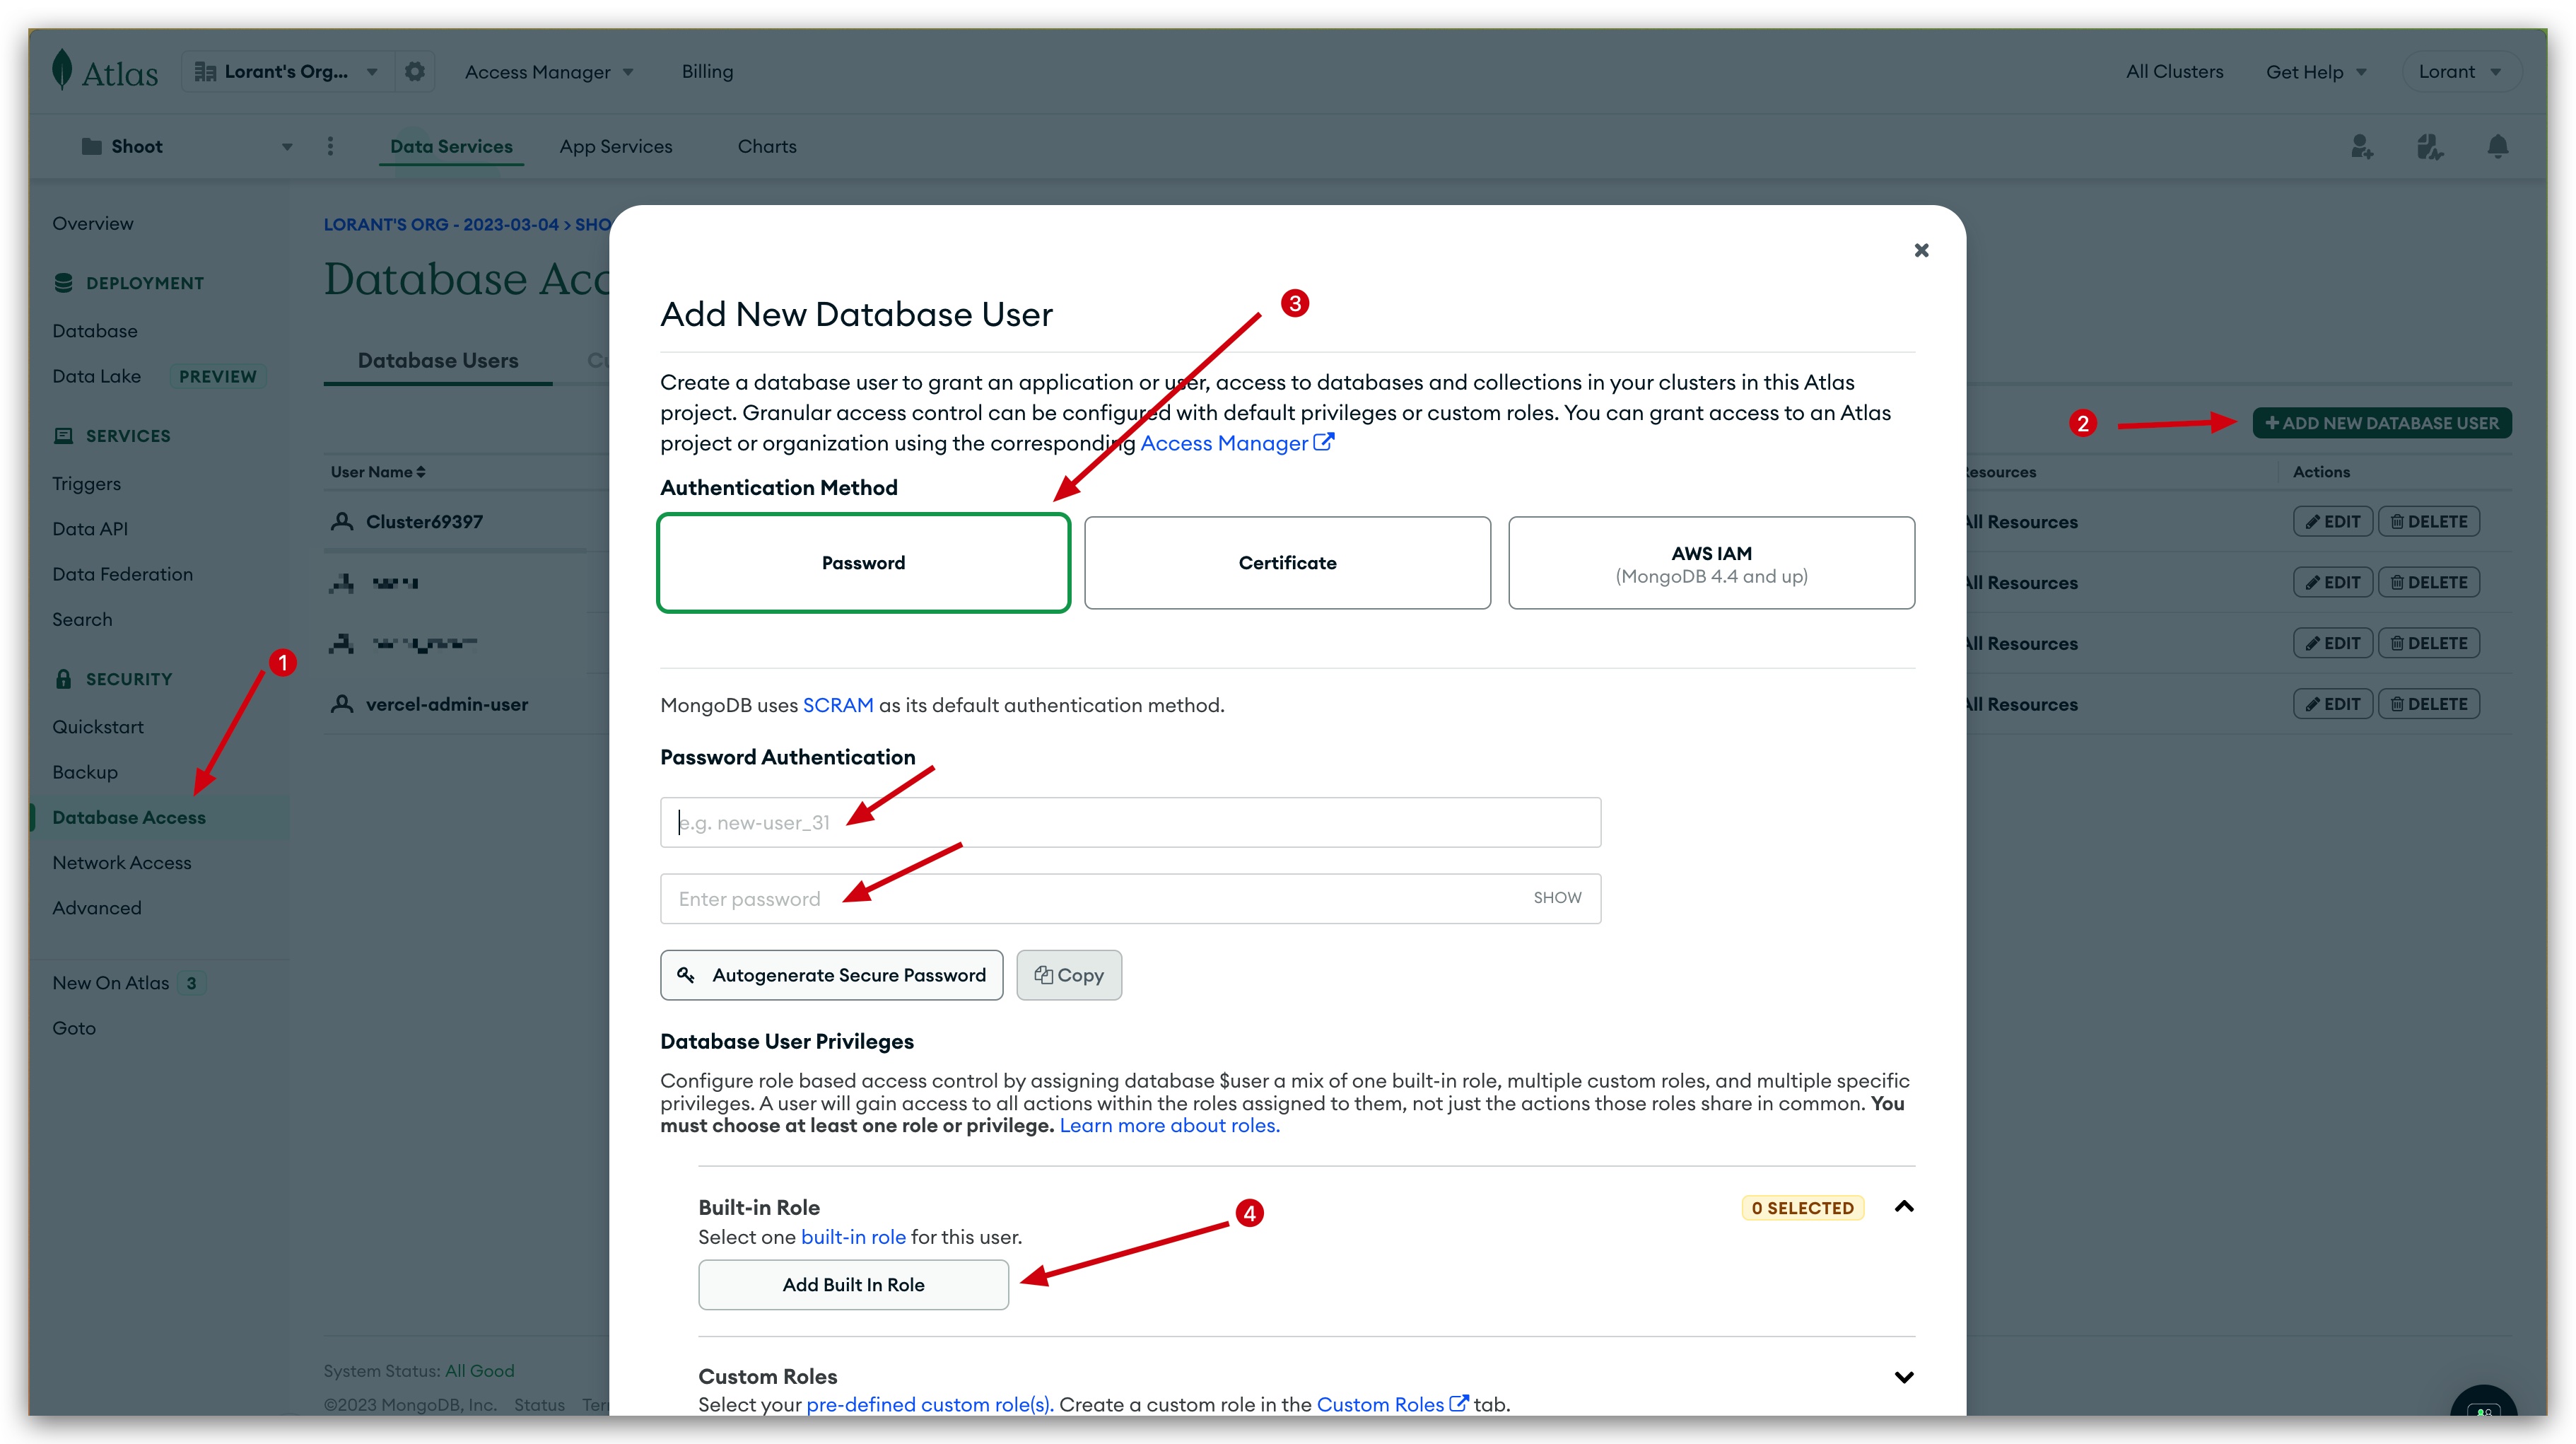 Atlas
Lorant's Org...
Access Manager
Billing
All Clusters
Get Help
Lorant
Shoot
Data Services
App Services
Charts
Overview
DEPLOYMENT
Database
Data Lake PREVIEW
SERVICES
Triggers
Data API
Data Federation
Search
SECURITY
Quickstart
Backup
Database Access
Network Access
Advanced
New On Atlas 3
Goto
1
LORANT'S ORG - 2023-03-04 > SHO
Database Acc
Database Users
User Name
Cluster69397
vercel-admin-user
System Status: All Good
©2023 MongoDB, Inc. Status
Add New Database User
3
Create a database user to grant an application or user, access to databases and collections in your clusters in this Atlas
project. Granular access control can be configured with default privileges or custom roles. You can grant access to an Atlas
project or organization using the corresponding Access Manager
Authentication Method
Password
Certificate
AWS IAM
(MongoDB 4.4 and up)
MongoDB uses SCRAM as its default authentication method.
Password Authentication
e.g. new-user_31
Enter password
SHOW
Autogenerate Secure Password
Copy
Database User Privileges
Configure role based access control by assigning database $user a mix of one built-in role, multiple custom roles, and multiple specific
privileges. A user will gain access to all actions within the roles assigned to them, not just the actions those roles share in common. You
must choose at least one role or privilege. Learn more about roles.
Built-in Role
0 SELECTED
4
Select one built-in role for this user.
Add Built In Role
Custom Roles
Select your pre-defined custom role(s). Create a custom role in the Custom Roles tab.
2
+ ADD NEW DATABASE USER
Resources
Actions
All Resources
EDIT
DELETE
All Resources
EDIT
DELETE
All Resources
EDIT
DELETE
All Resources
EDIT
DELETE